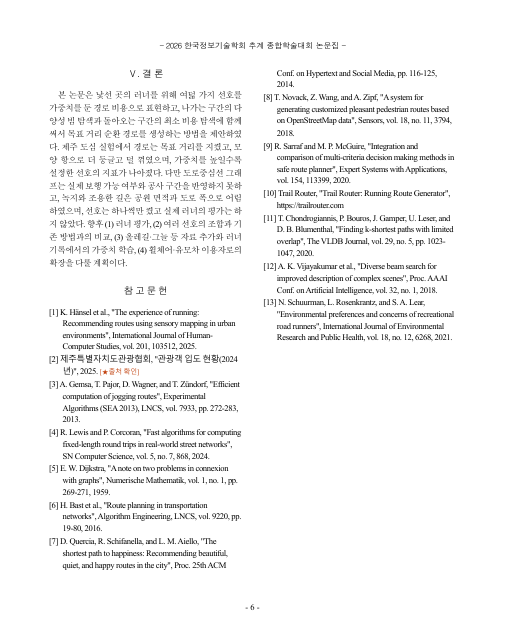 - 2026 한국정보기술학회 추계 종합학술대회 논문집 -
Ⅴ. 결 론
본 논문은 낯선 곳의 러너를 위해 여덟 가지 선호를
가중치를 둔 경로 비용으로 표현하고, 나가는 구간의 다
양성 빔 탐색과 돌아오는 구간의 최소 비용 탐색에 함께
써서 목표 거리 순환 경로를 생성하는 방법을 제안하였
다. 제주 도심 실험에서 경로는 목표 거리를 지켰고, 모
양 항으로 더 둥글고 덜 꺾였으며, 가중치를 높일수록
설정한 선호의 지표가 나아졌다. 다만 도로중심선 그래
프는 실제 보행 가능 여부와 공사 구간을 반영하지 못하
고, 녹지와 조용한 길은 공원 면적과 도로 폭으로 어림
하였으며, 선호는 하나씩만 켰고 실제 러너의 평가는 하
지 않았다. 향후 (1) 러너 평가, (2) 여러 선호의 조합과 기
존 방법과의 비교, (3) 올레길·그늘 등 자료 추가와 러너
기록에서의 가중치 학습, (4) 휠체어·유모차 이용자로의
확장을 다룰 계획이다.
참 고 문 헌
[1] K. Hänsel et al., "The experience of running:
Recommending routes using sensory mapping in urban
environments", International Journal of Human-
Computer Studies, vol. 201, 103512, 2025.
[2] 제주특별자치도관광협회, "관광객 입도 현황(2024
년)", 2025. [★출처 확인]
[3] A. Gemsa, T. Pajor, D. Wagner, and T. Zündorf, "Efficient
computation of jogging routes", Experimental
Algorithms (SEA 2013), LNCS, vol. 7933, pp. 272-283,
2013.
[4] R. Lewis and P. Corcoran, "Fast algorithms for computing
fixed-length round trips in real-world street networks",
SN Computer Science, vol. 5, no. 7, 868, 2024.
[5] E. W. Dijkstra, "A note on two problems in connexion
with graphs", Numerische Mathematik, vol. 1, no. 1, pp.
269-271, 1959.
[6] H. Bast et al., "Route planning in transportation
networks", Algorithm Engineering, LNCS, vol. 9220, pp.
19-80, 2016.
[7] D. Quercia, R. Schifanella, and L. M. Aiello, "The
shortest path to happiness: Recommending beautiful,
quiet, and happy routes in the city", Proc. 25th ACM
Conf. on Hypertext and Social Media, pp. 116-125,
2014.
[8] T. Novack, Z. Wang, and A. Zipf, "A system for
generating customized pleasant pedestrian routes based
on OpenStreetMap data", Sensors, vol. 18, no. 11, 3794,
2018.
[9] R. Sarraf and M. P. McGuire, "Integration and
comparison of multi-criteria decision making methods in
safe route planner", Expert Systems with Applications,
vol. 154, 113399, 2020.
[10] Trail Router, "Trail Router: Running Route Generator",
https://trailrouter.com
[11] T. Chondrogiannis, P. Bouros, J. Gamper, U. Leser, and
D. B. Blumenthal, "Finding k-shortest paths with limited
overlap", The VLDB Journal, vol. 29, no. 5, pp. 1023-
1047, 2020.
[12] A. K. Vijayakumar et al., "Diverse beam search for
improved description of complex scenes", Proc. AAAI
Conf. on Artificial Intelligence, vol. 32, no. 1, 2018.
[13] N. Schuurman, L. Rosenkrantz, and S. A. Lear,
"Environmental preferences and concerns of recreational
road runners", International Journal of Environmental
Research and Public Health, vol. 18, no. 12, 6268, 2021.
- 6 -